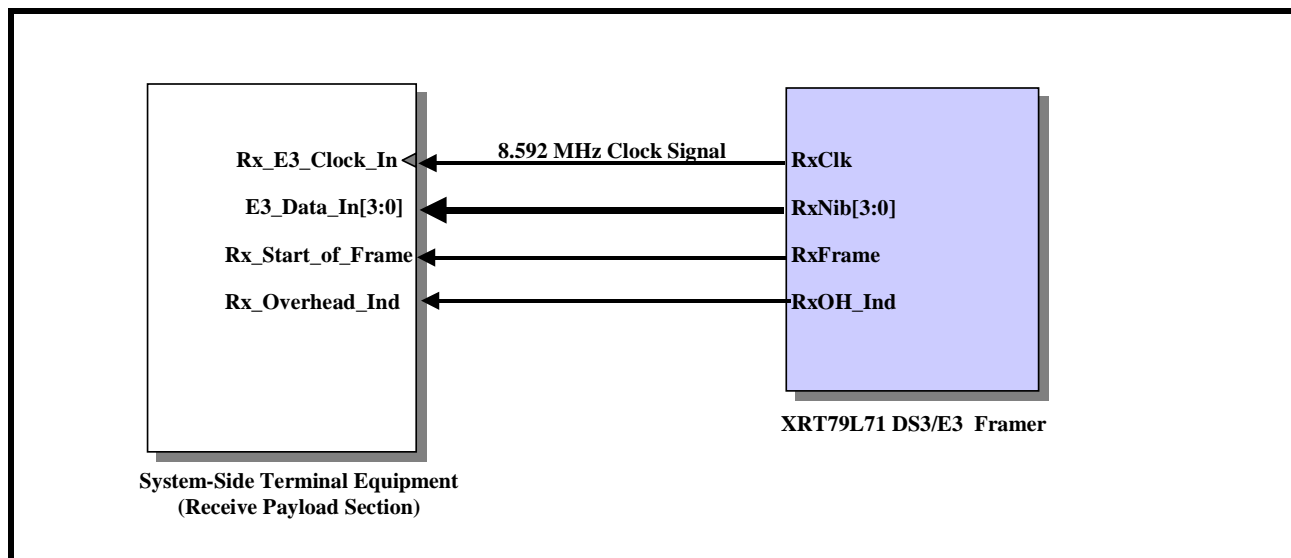 Rx_E3_Clock_In
8.592 MHz Clock Signal
RxClk
E3_Data_In[3:0]
RxNib[3:0]
Rx_Start_of_Frame
RxFrame
Rx_Overhead_Ind
RxOH_Ind
XRT79L71 DS3/E3 Framer
System-Side Terminal Equipment
(Receive Payload Section)